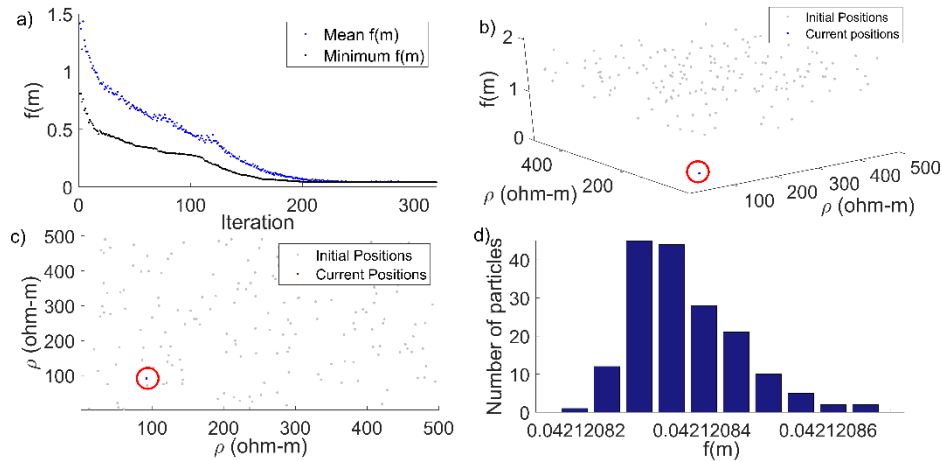 a)
1.5
1
0.5
0
f(m)
Mean f(m)
Minimum f(m)
0
100
200
300
Iteration
b)
Initial Positions
Current positions
2
1
0
f(m)
400
200
ρ (ohm-m)
100
200
300
400
500
ρ (ohm-m)
c)
500
400
300
200
100
ρ (ohm-m)
Initial Positions
Current Positions
100
200
300
400
500
ρ (ohm-m)
d)
40
30
20
10
0
Number of particles
0.04212082
0.04212084
0.04212086
f(m)